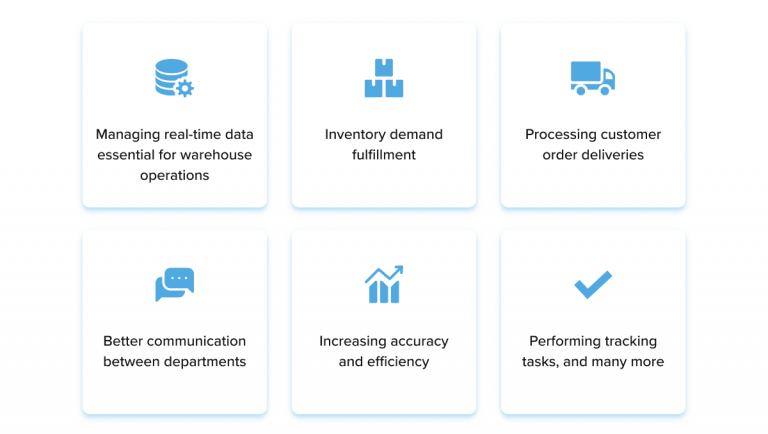 Managing real-time data
essential for warehouse
operations
Inventory demand
fulfillment
Processing customer
order deliveries
Better communication
between departments
Increasing accuracy
and efficiency
Performing tracking
tasks, and many more